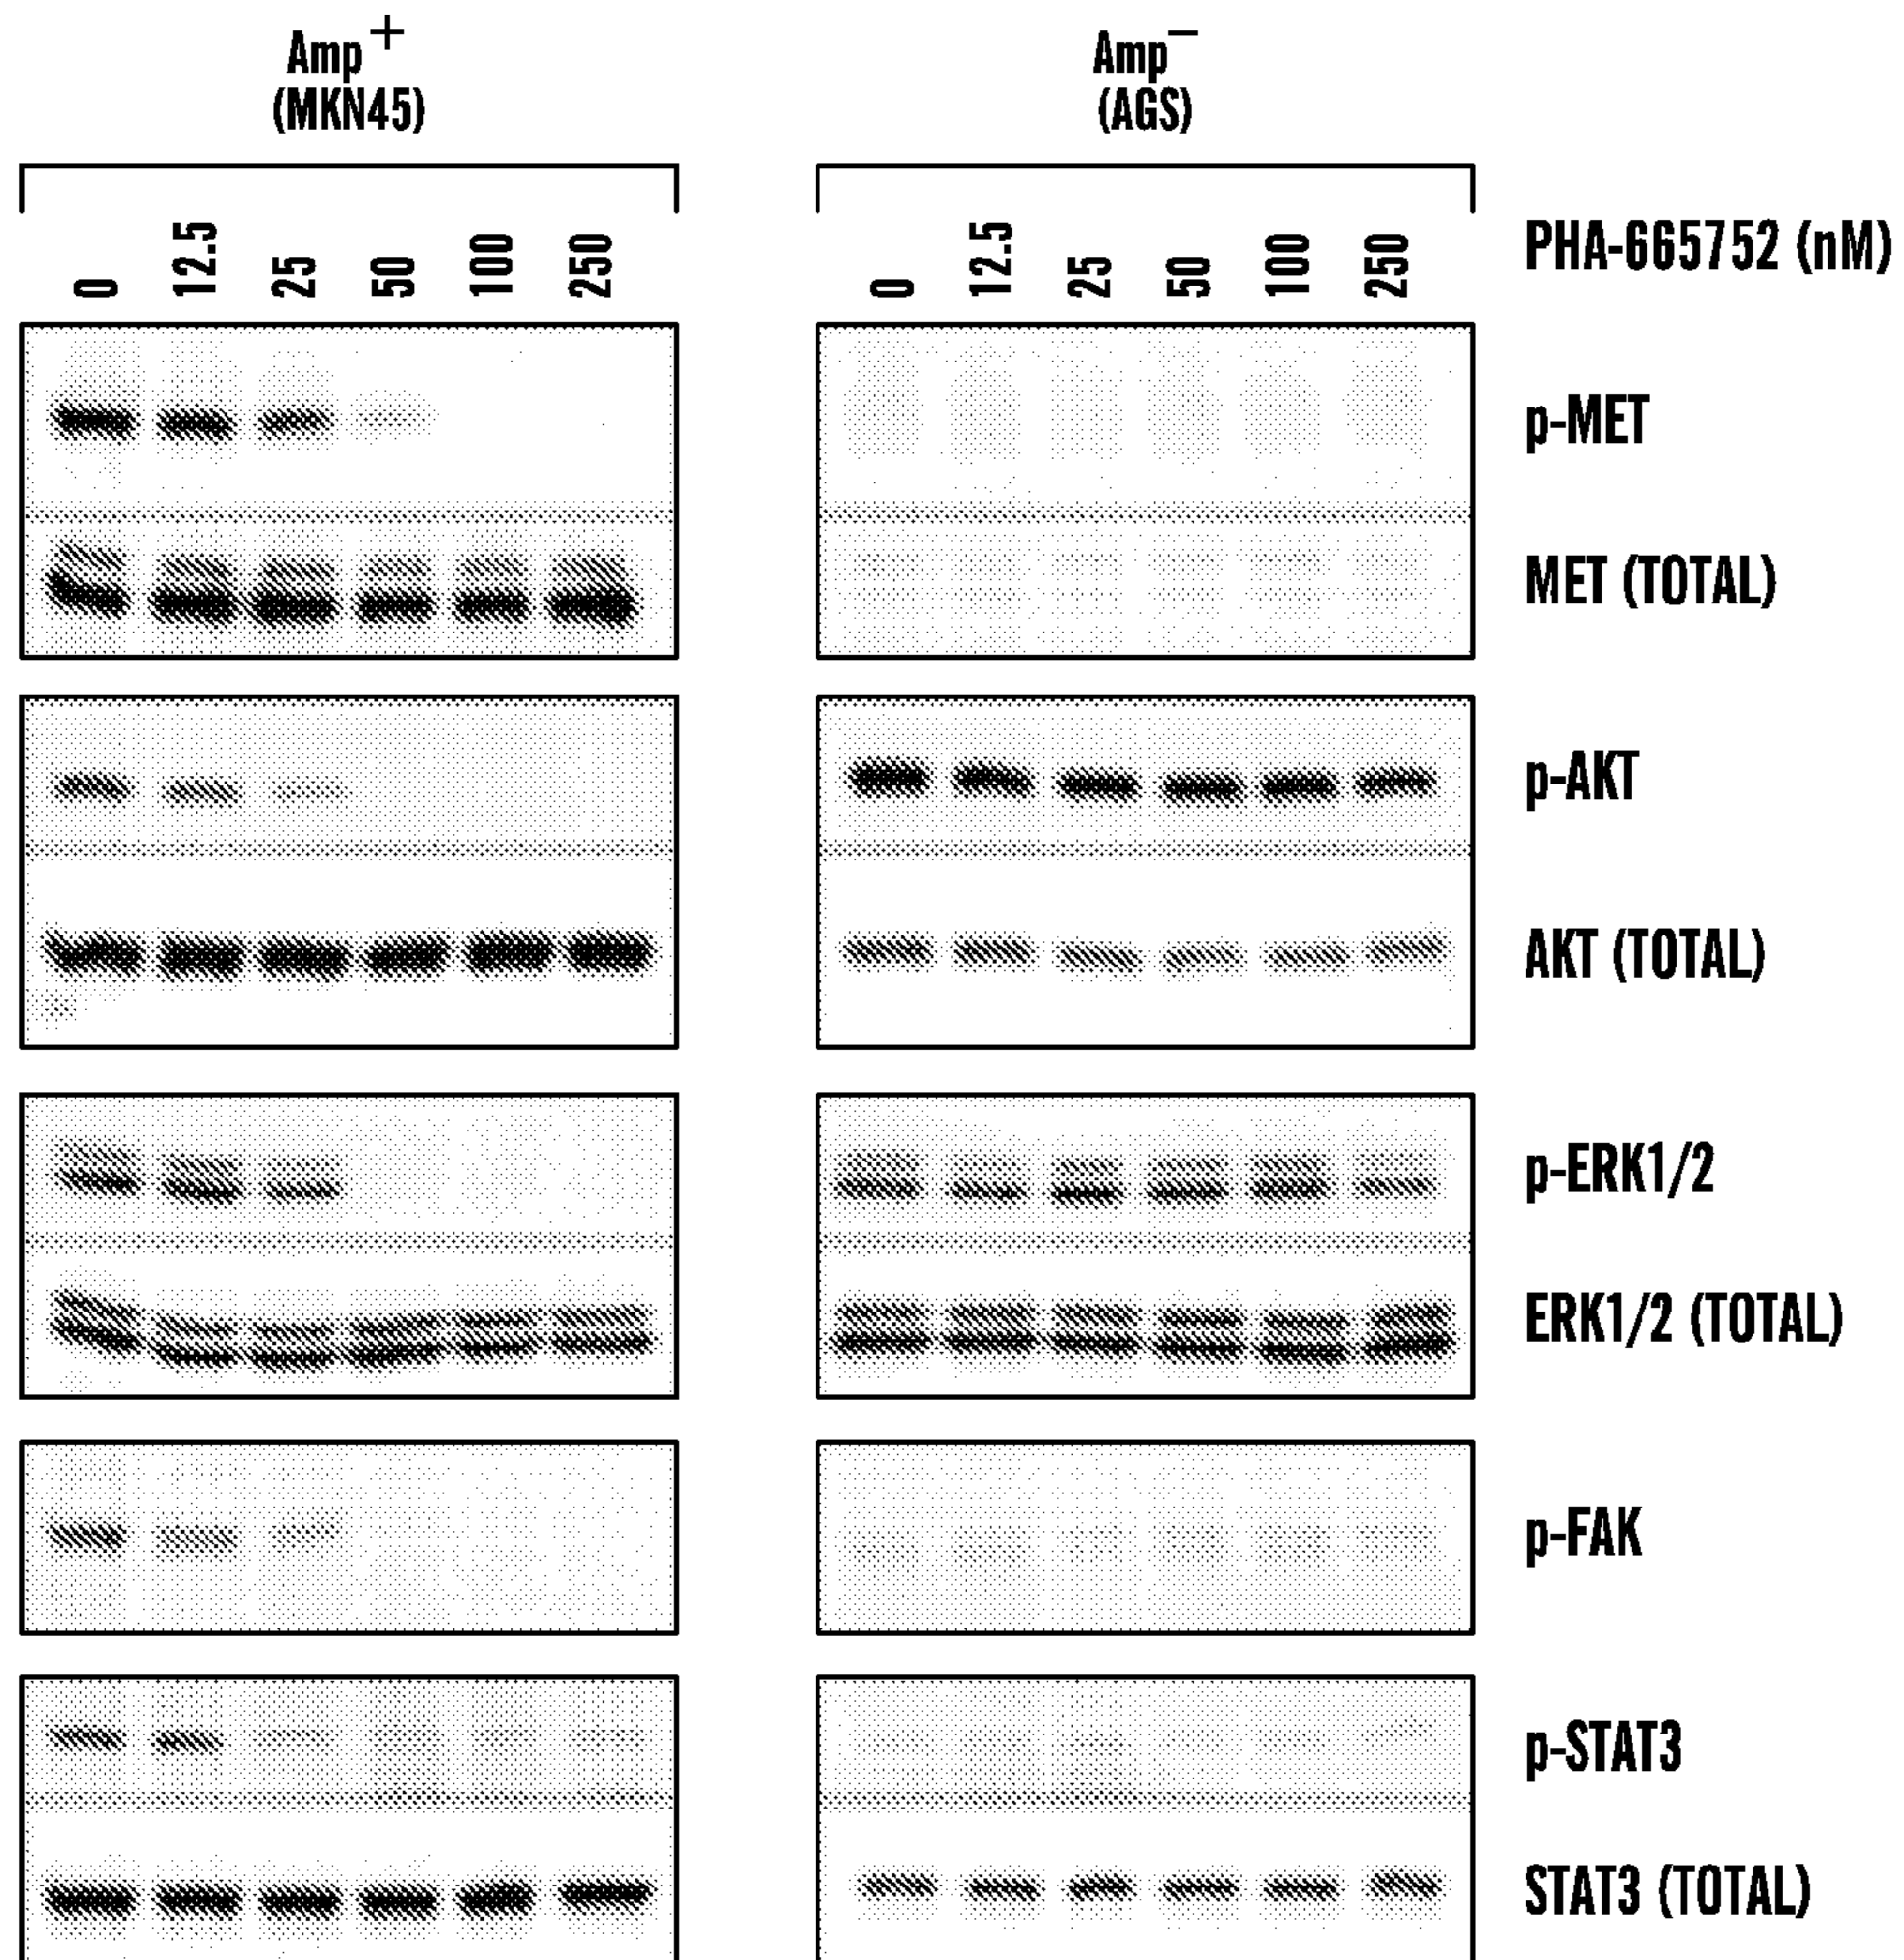 Amp+
(MKN45)
Amp−
(AGS)
0 12.5 25 50 100 250
0 12.5 25 50 100 250
PHA-665752 (nM)
p-MET
MET (TOTAL)
p-AKT
AKT (TOTAL)
p-ERK1/2
ERK1/2 (TOTAL)
p-FAK
p-STAT3
STAT3 (TOTAL)